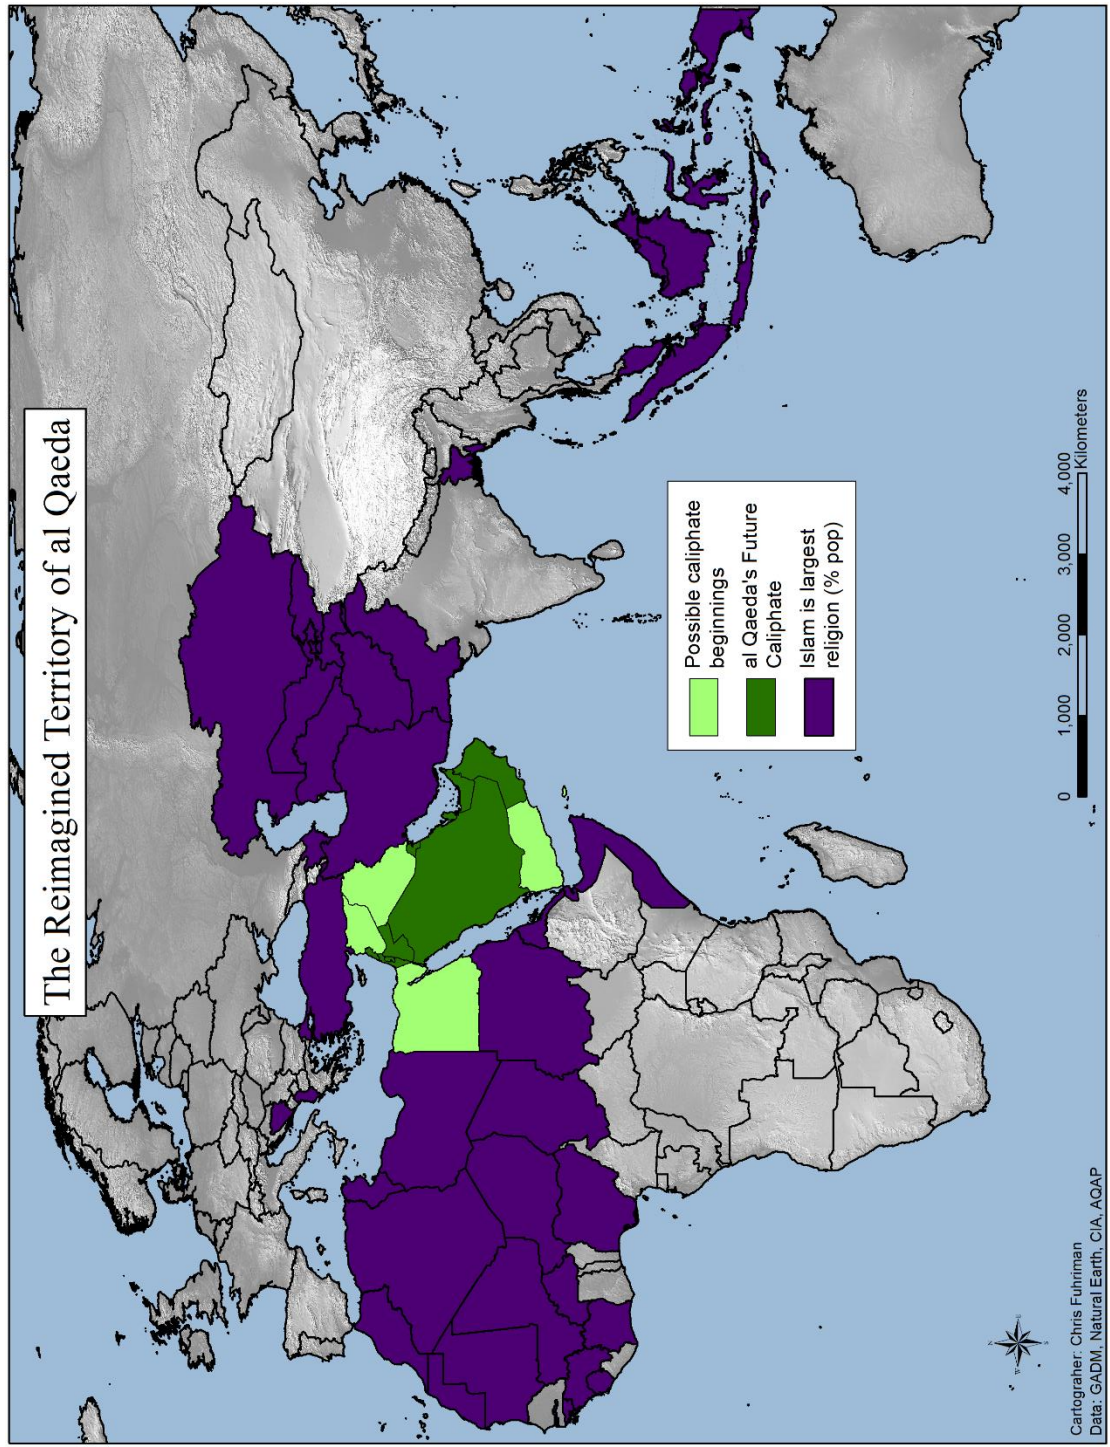 The Reimagined Territory of al Qaeda
Possible caliphate
beginnings
al Qaeda's Future
Caliphate
Islam is largest
religion (% pop)
0 1,000 2,000 3,000 4,000
Kilometers
N
W E
S
Cartograher: Chris Fuhriman
Data: GADM, Natural Earth, CIA, AQAP